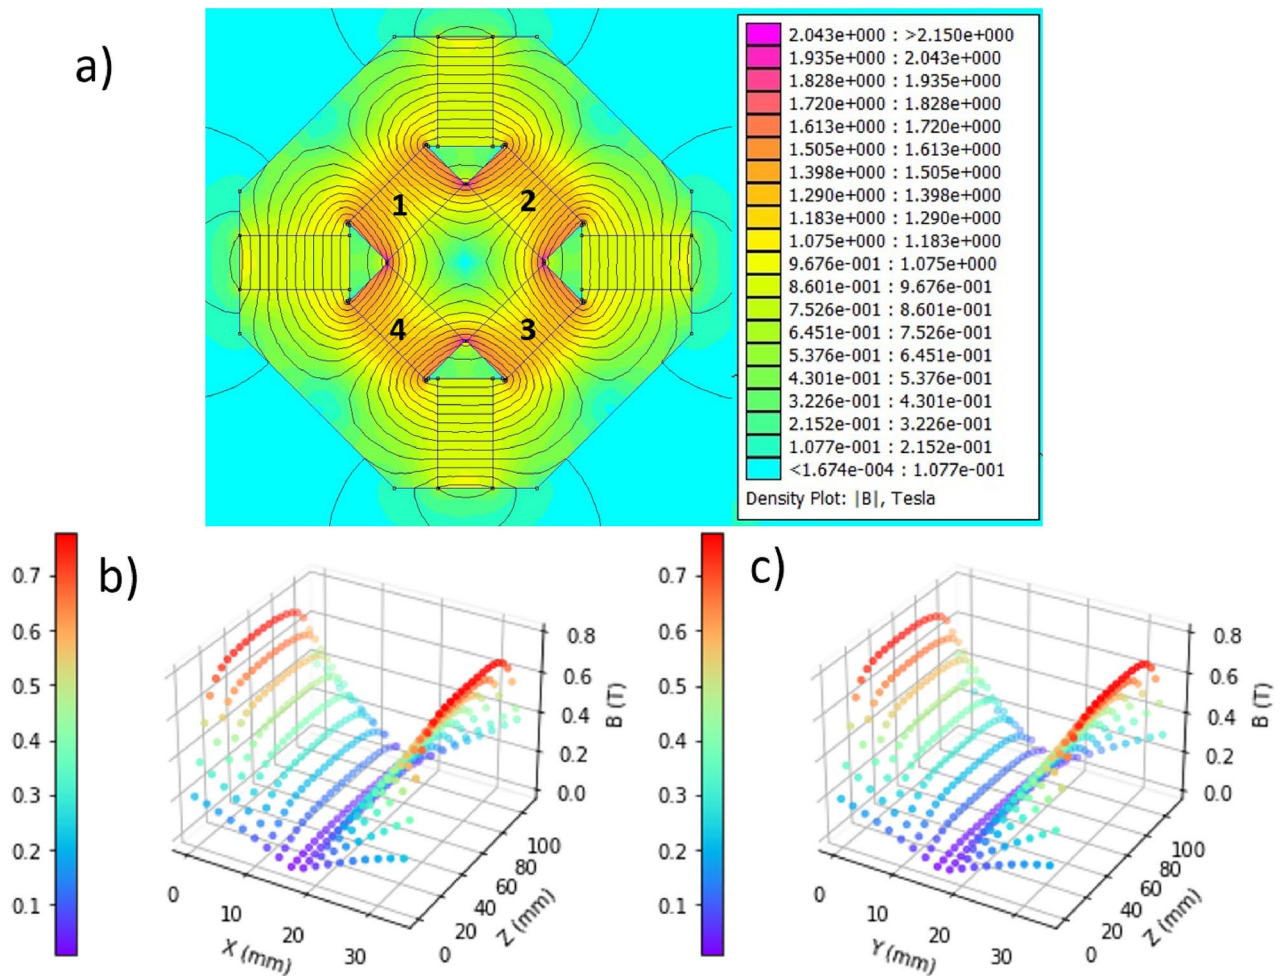 a)
1
2
4
3
2.043e+000 : >2.150e+000
1.935e+000 : 2.043e+000
1.828e+000 : 1.935e+000
1.720e+000 : 1.828e+000
1.613e+000 : 1.720e+000
1.505e+000 : 1.613e+000
1.398e+000 : 1.505e+000
1.290e+000 : 1.398e+000
1.183e+000 : 1.290e+000
1.075e+000 : 1.183e+000
9.676e-001 : 1.075e+000
8.601e-001 : 9.676e-001
7.526e-001 : 8.601e-001
6.451e-001 : 7.526e-001
5.376e-001 : 6.451e-001
4.301e-001 : 5.376e-001
3.226e-001 : 4.301e-001
2.152e-001 : 3.226e-001
1.077e-001 : 2.152e-001
<1.674e-004 : 1.077e-001
Density Plot: |B|, Tesla
b)
0.7
0.6
0.5
0.4
0.3
0.2
0.1
0
10
20
30
X (mm)
0
20
40
60
80
100
Z (mm)
0.0
0.2
0.4
0.6
0.8
B (T)
c)
0.7
0.6
0.5
0.4
0.3
0.2
0.1
0
10
20
30
Y (mm)
0
20
40
60
80
100
Z (mm)
0.0
0.2
0.4
0.6
0.8
B (T)